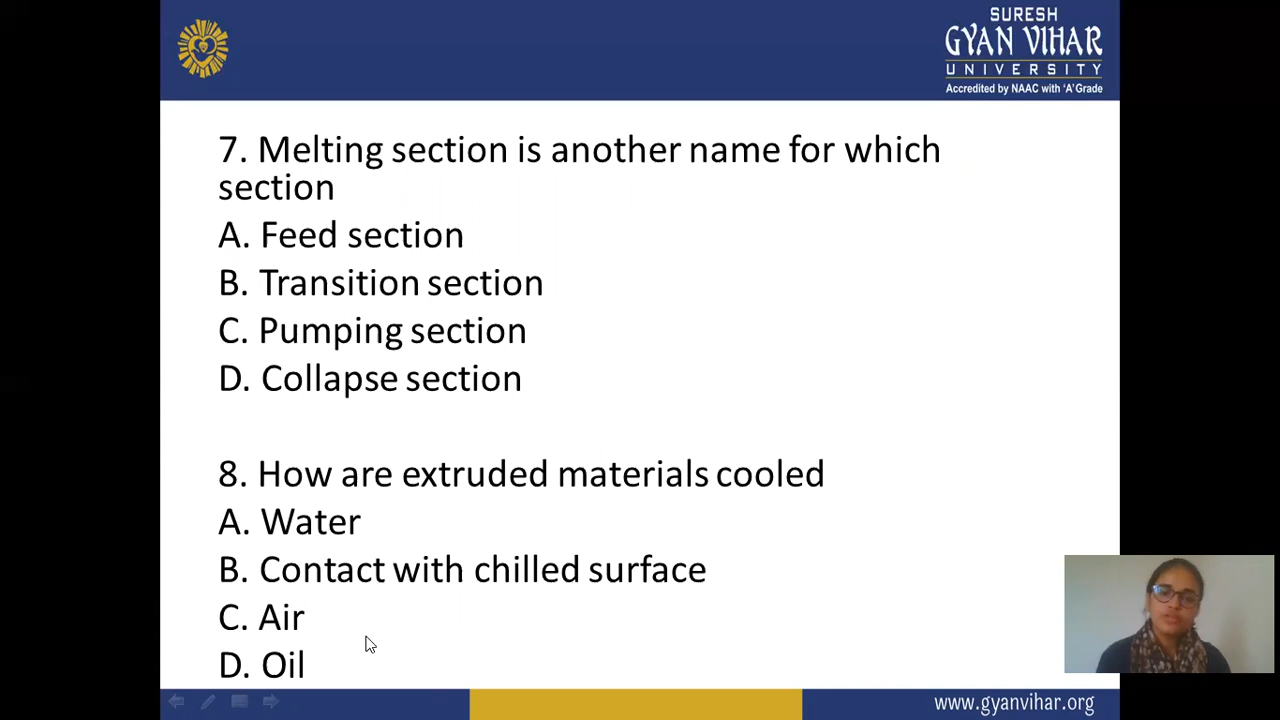 SURESH
GYAN VIHAR
UNIVERSITY
Accredited by NAAC with 'A' Grade
7. Melting section is another name for which
section
A. Feed section
B. Transition section
C. Pumping section
D. Collapse section
8. How are extruded materials cooled
A. Water
B. Contact with chilled surface
C. Air
D. Oil
www.gyanvihar.org